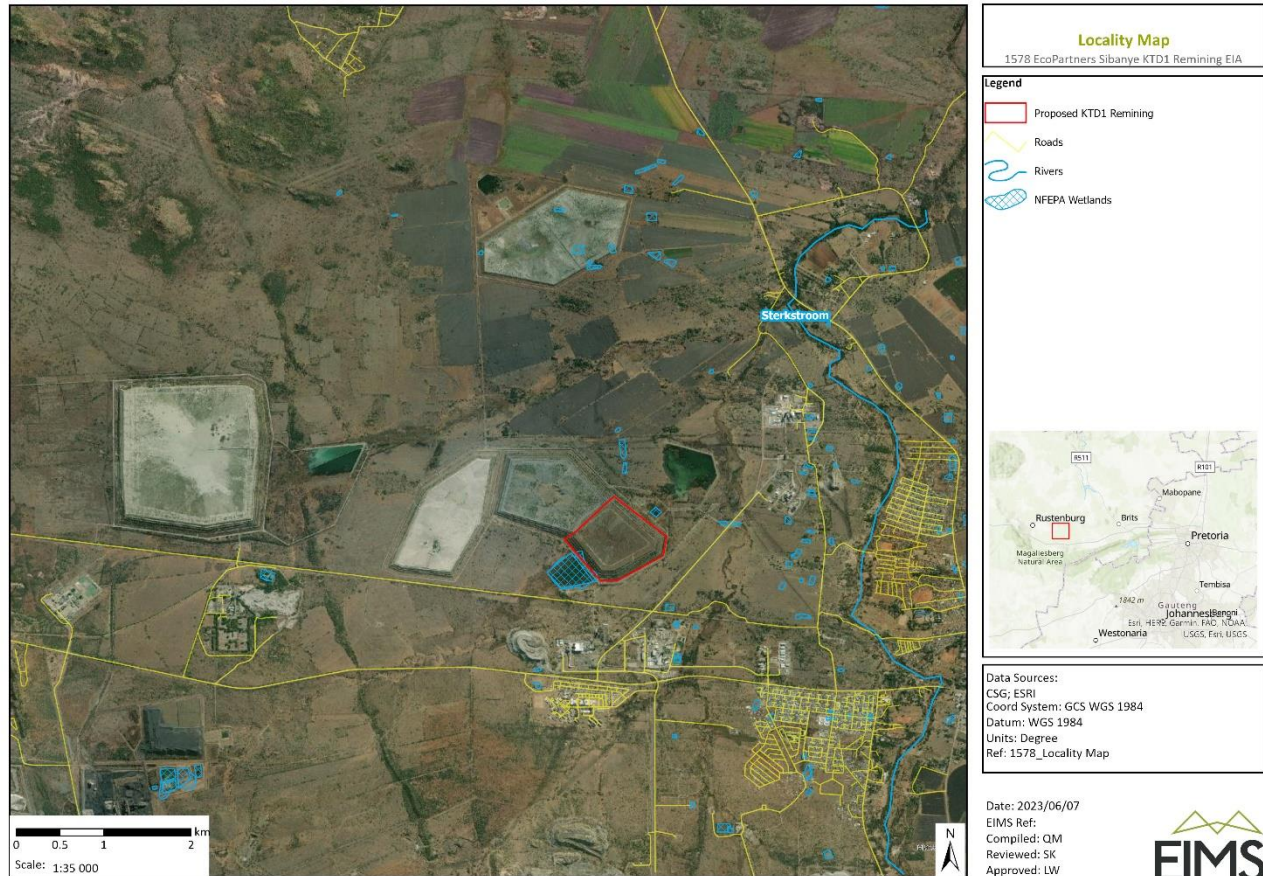 Locality Map
1578 EcoPartners Sibanye KTD1 Remining EIA
Legend
Proposed KTD1 Remining
Roads
Rivers
NFEPA Wetlands
Sterkstroom
R511
R101
Mabopane
Rustenburg
Brits
Pretoria
Magaliesberg
Natural Area
Tembisa
1842 m
Gauteng
Johannesburg
Benoni
Esri, HERE, Garmin, FAO, NOAA,
USGS, Esri, USGS
Westonaria
Data Sources:
CSG; ESRI
Coord System: GCS WGS 1984
Datum: WGS 1984
Units: Degree
Ref: 1578_Locality Map
0 0.5 1 2 km
Scale: 1:35 000
N
Date: 2023/06/07
EIMS Ref:
Compiled: QM
Reviewed: SK
Approved: LW
EIMS